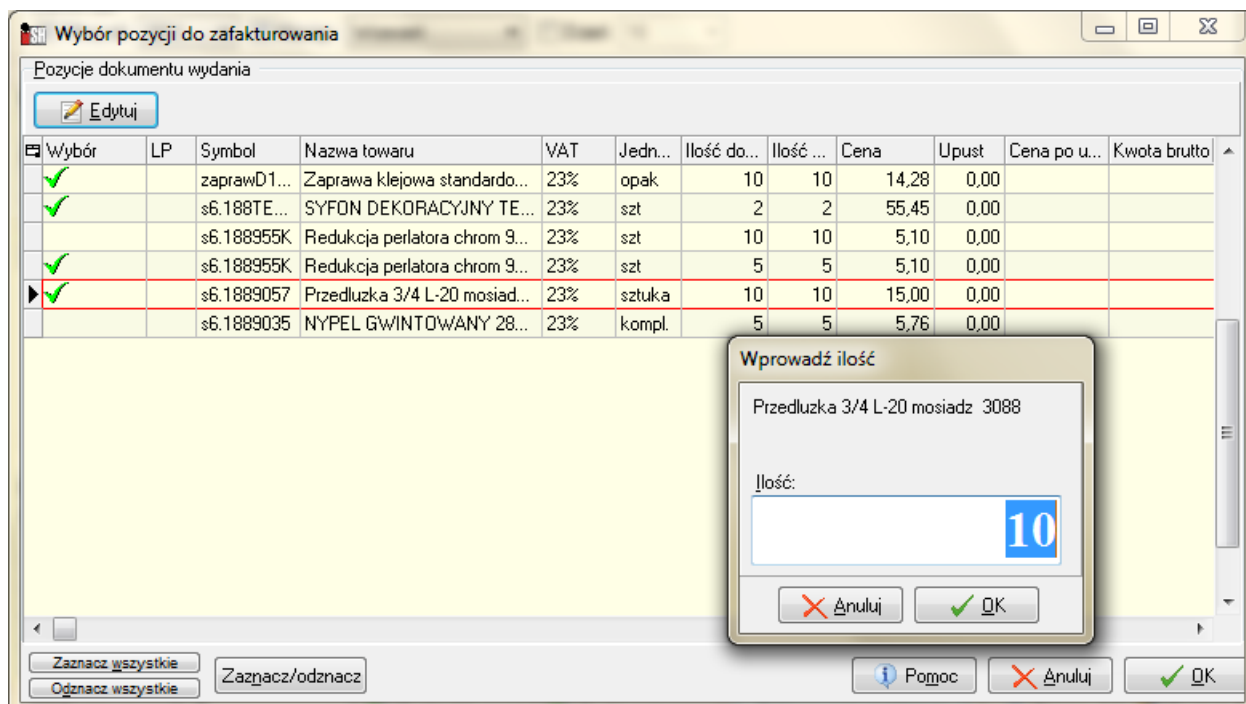 SH Wybór pozycji do zafakturowania
Pozycje dokumentu wydania
Edytuj
Wybór LP Symbol Nazwa towaru VAT Jedn... Ilość do... Ilość ... Cena Upust Cena po u... Kwota brutto
zaprawD1... Zaprawa klejowa standardo... 23% opak 10 10 14,28 0,00
s6.188TE... SYFON DEKORACYJNY TE... 23% szt 2 2 55,45 0,00
s6.188955K Redukcja perlatora chrom 9... 23% szt 10 10 5,10 0,00
s6.188955K Redukcja perlatora chrom 9... 23% szt 5 5 5,10 0,00
s6.1889057 Przedluzka 3/4 L-20 mosiad... 23% sztuka 10 10 15,00 0,00
s6.1889035 NYPEL GWINTOWANY 28... 23% kompl. 5 5 5,76 0,00
Wprowadź ilość
Przedluzka 3/4 L-20 mosiadz 3088
Ilość:
10
Anuluj OK
Zaznacz wszystkie
Odznacz wszystkie
Zaznacz/odznacz
Pomoc Anuluj OK